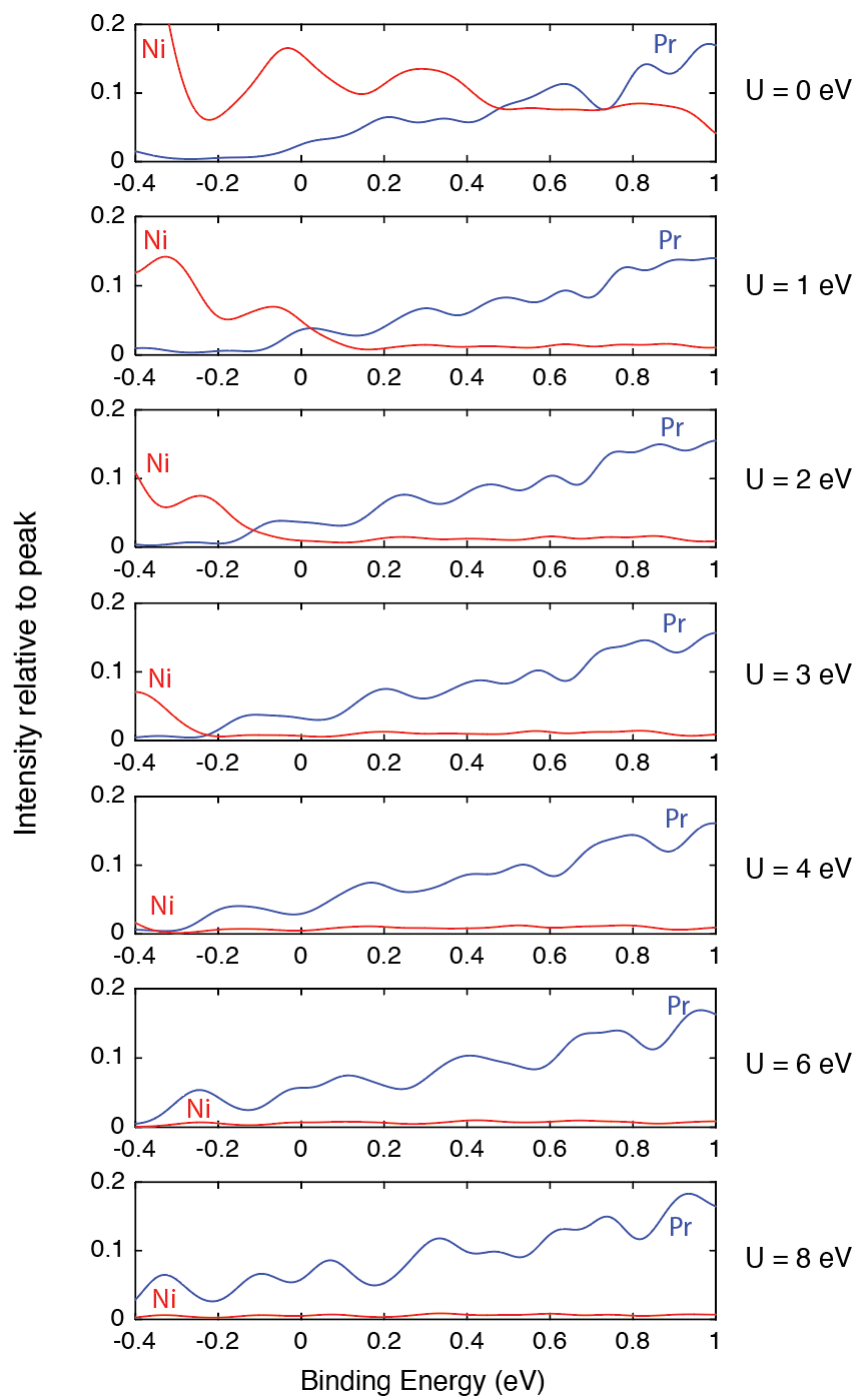 0.2
Ni
Pr
0.1
U = 0 eV
0
-0.4 -0.2 0 0.2 0.4 0.6 0.8 1
0.2
Ni
Pr
0.1
U = 1 eV
0
-0.4 -0.2 0 0.2 0.4 0.6 0.8 1
0.2
Pr
Ni
0.1
U = 2 eV
0
-0.4 -0.2 0 0.2 0.4 0.6 0.8 1
Intensity relative to peak
0.2
Pr
Ni
0.1
U = 3 eV
0
-0.4 -0.2 0 0.2 0.4 0.6 0.8 1
0.2
Pr
0.1
U = 4 eV
Ni
0
-0.4 -0.2 0 0.2 0.4 0.6 0.8 1
0.2
Pr
0.1
U = 6 eV
Ni
0
-0.4 -0.2 0 0.2 0.4 0.6 0.8 1
0.2
Pr
0.1
U = 8 eV
Ni
0
-0.4 -0.2 0 0.2 0.4 0.6 0.8 1
Binding Energy (eV)